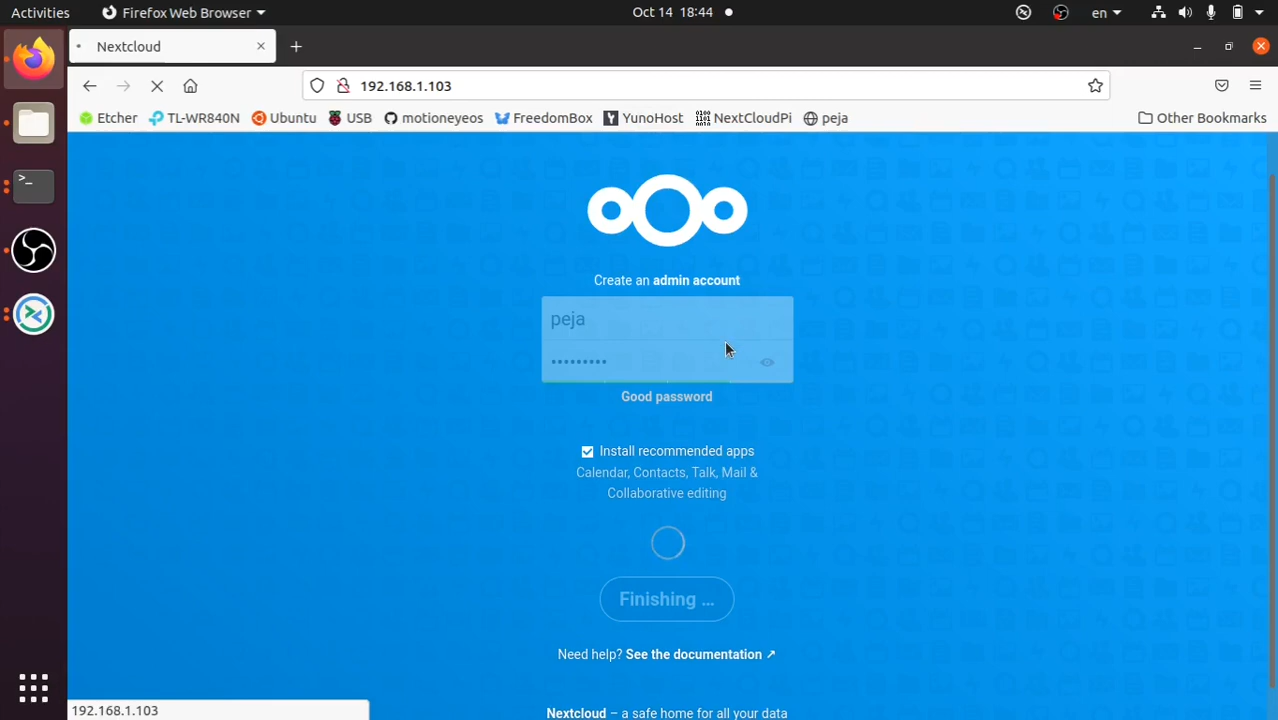 Activities
Firefox Web Browser
Oct 14 18:44
en
Nextcloud
192.168.1.103
Etcher
TL-WR840N
Ubuntu
USB
motioneyeos
FreedomBox
YunoHost
NextCloudPi
peja
Other Bookmarks
Create an admin account
peja
•••••••••
Good password
Install recommended apps
Calendar, Contacts, Talk, Mail &
Collaborative editing
Finishing …
Need help? See the documentation ↗
192.168.1.103
Nextcloud – a safe home for all your data